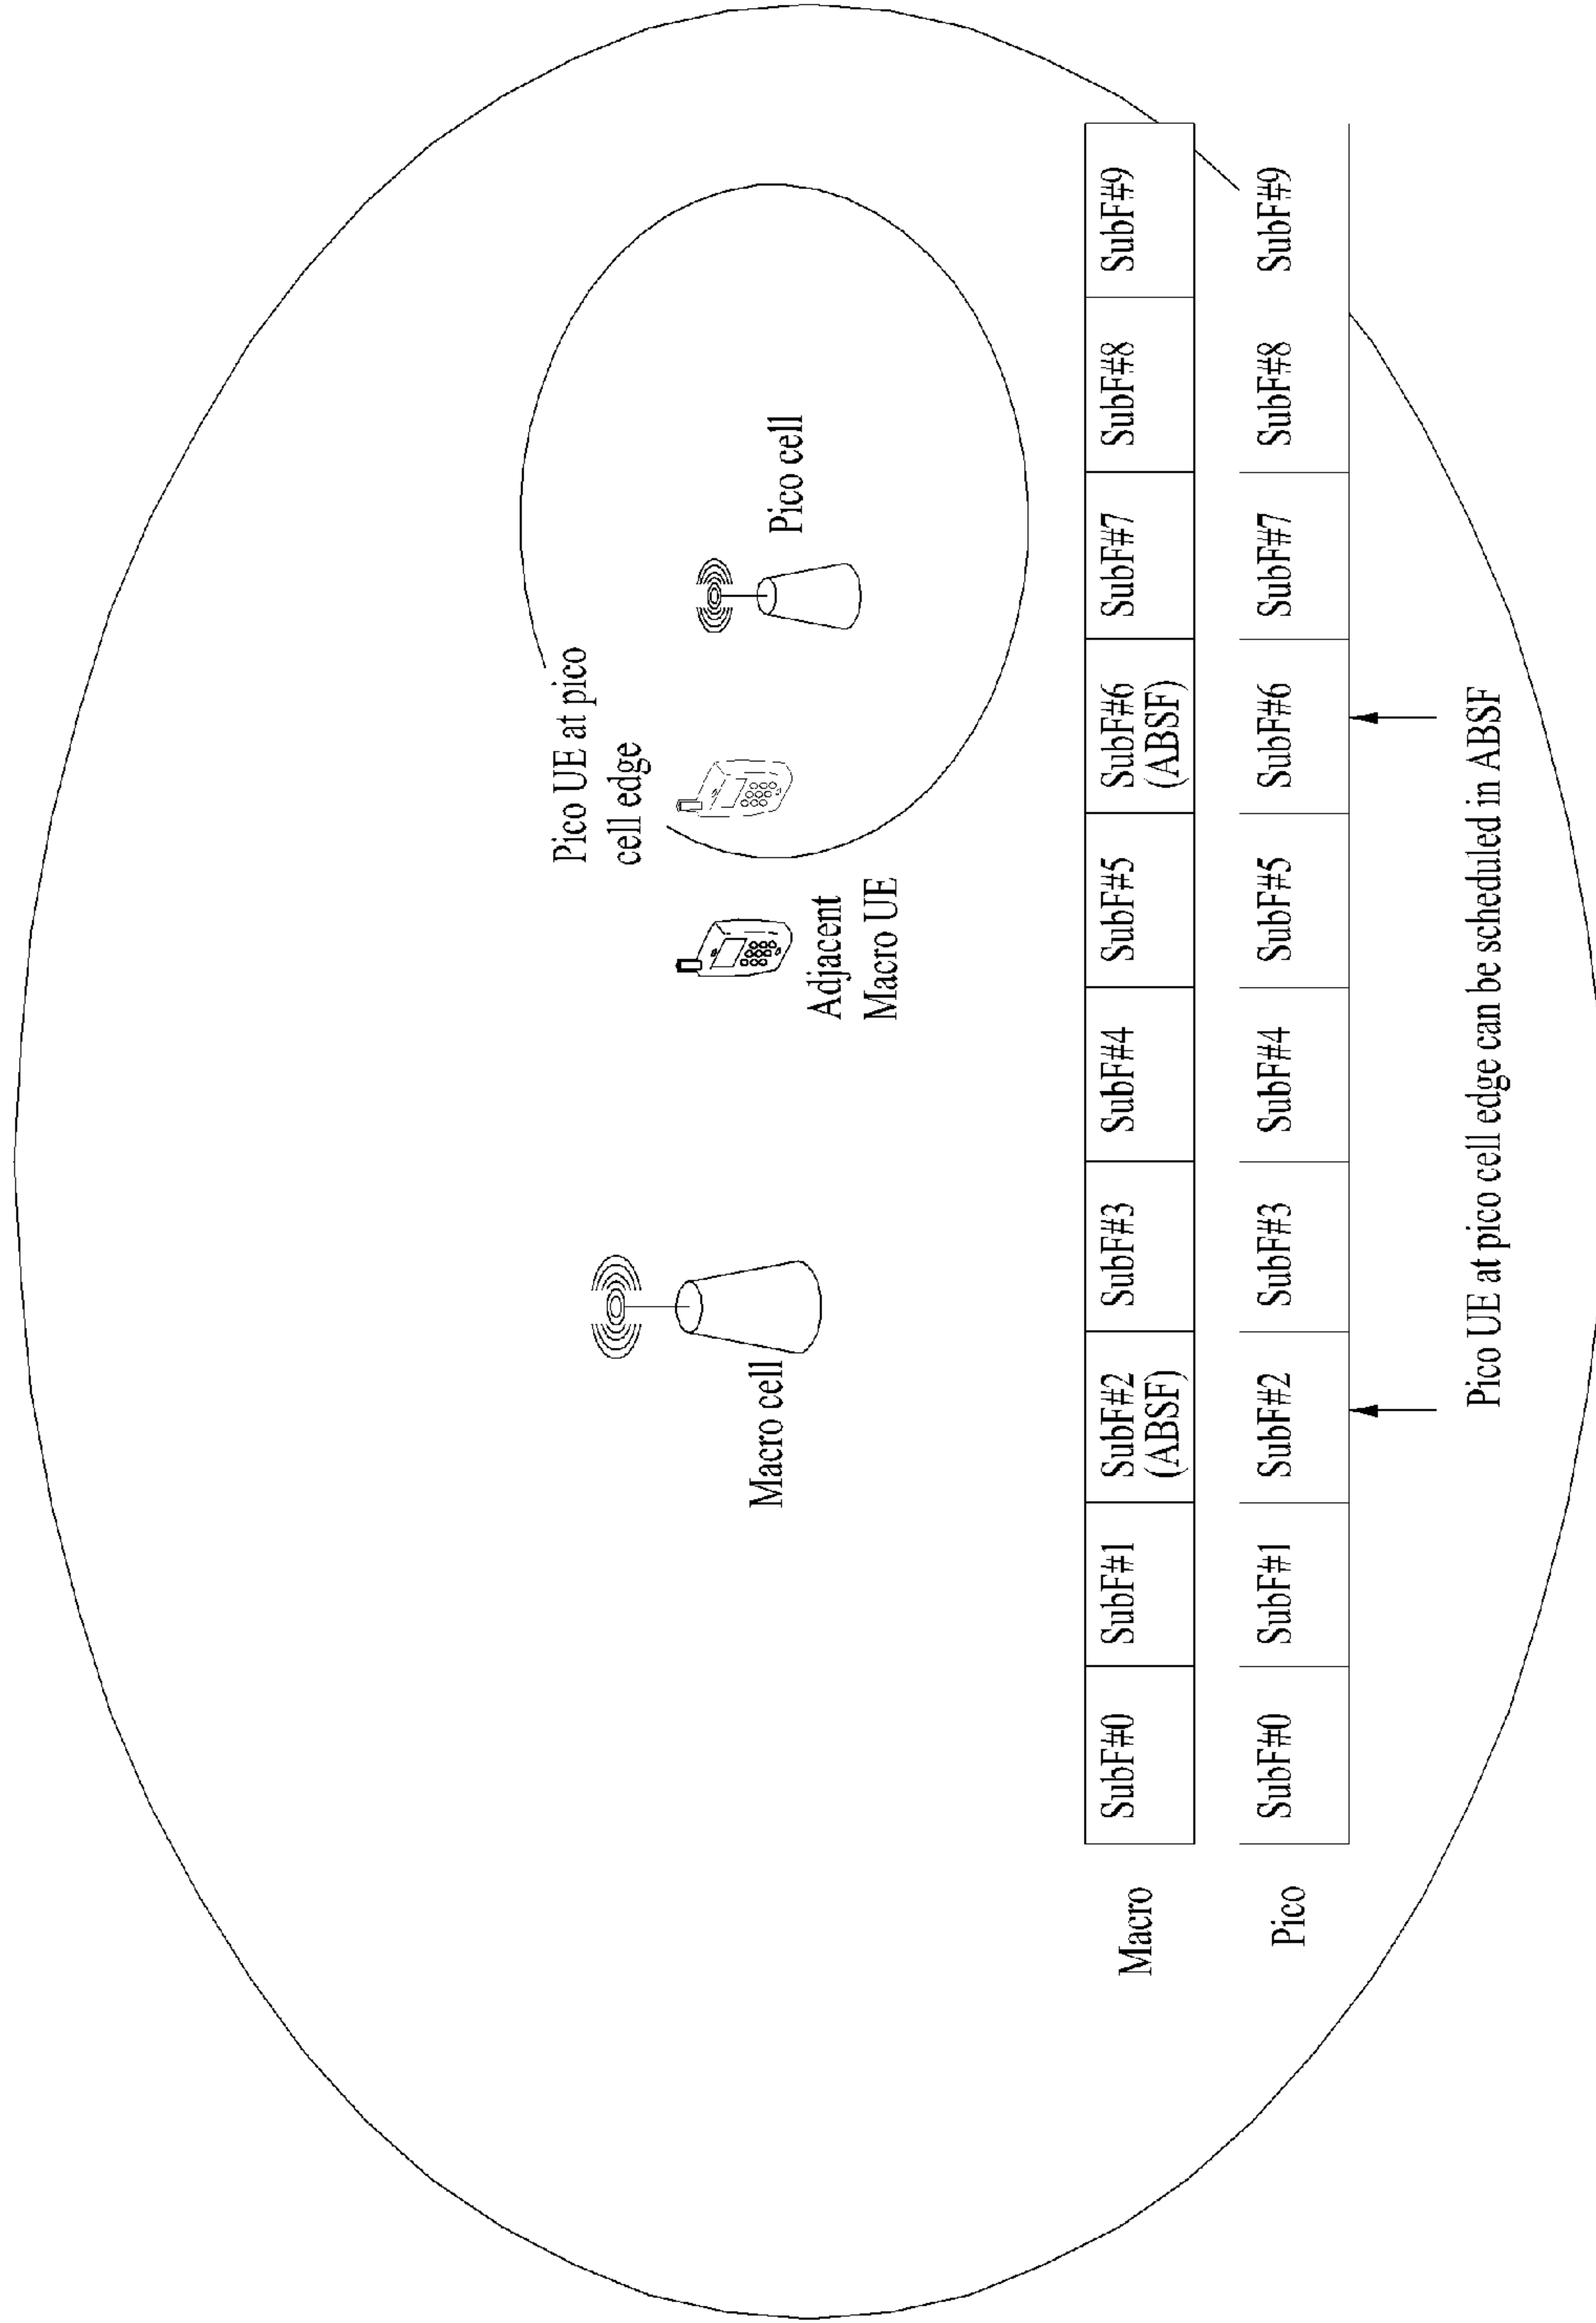 Pico UE at pico
cell edge
Pico cell
Macro cell
Adjacent
Macro UE
Macro
SubF#0
SubF#1
SubF#2
(ABSF)
SubF#3
SubF#4
SubF#5
SubF#6
(ABSF)
SubF#7
SubF#8
SubF#9
Pico
SubF#0
SubF#1
SubF#2
SubF#3
SubF#4
SubF#5
SubF#6
SubF#7
SubF#8
SubF#9
Pico UE at pico cell edge can be scheduled in ABSF